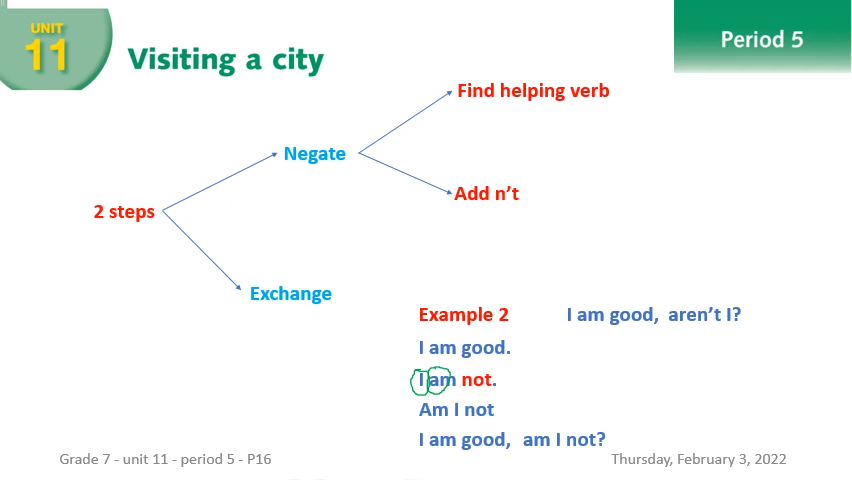 UNIT
11
Visiting a city
Period 5
Find helping verb
Negate
Add n't
2 steps
Exchange
Example 2 I am good, aren't I?
I am good.
I am not.
Am I not
I am good, am I not?
Grade 7 - unit 11 - period 5 - P16
Thursday, February 3, 2022